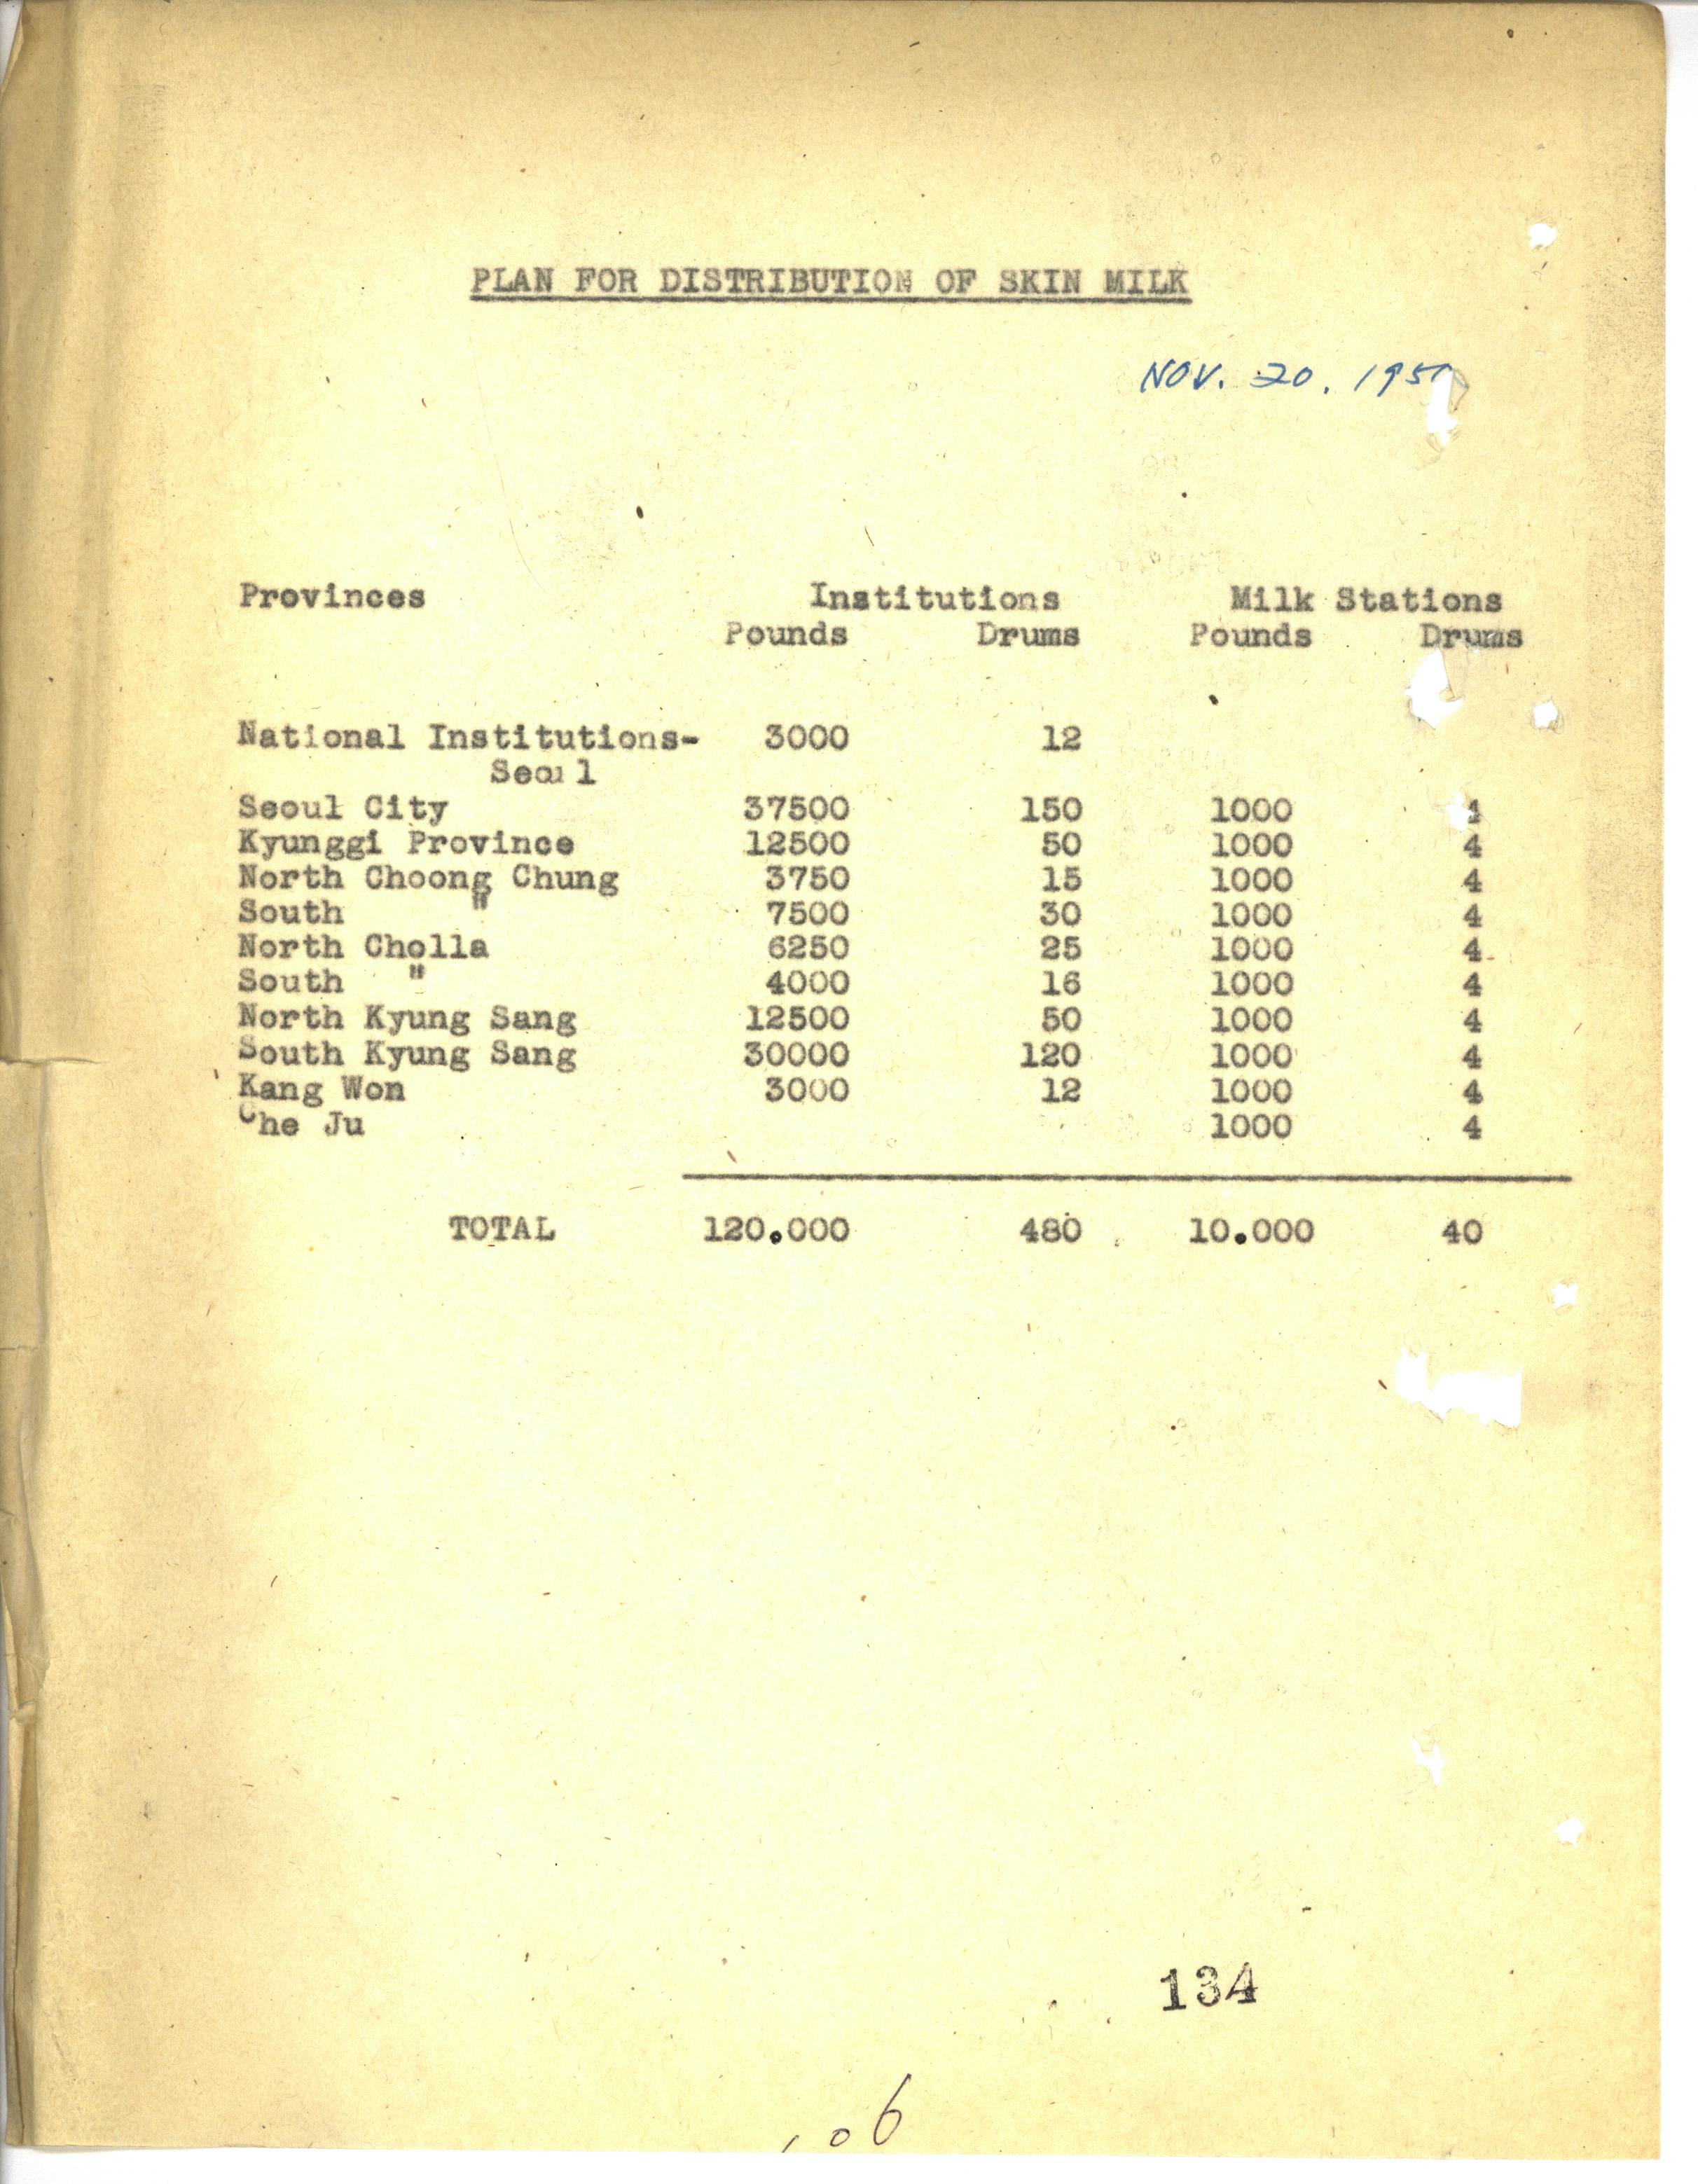 PLAN FOR DISTRIBUTION OF SKIN MILK
NOV. 20. 195
Provinces Institutions Milk Stations
Pounds Drums Pounds Drums
National Institutions- 3000 12
Seoul
Seoul City 37500 150 1000 4
Kyunggi Province 12500 50 1000 4
North Choong Chung 3750 15 1000 4
South " 7500 30 1000 4
North Cholla 6250 25 1000 4
South " 4000 16 1000 4
North Kyung Sang 12500 50 1000 4
South Kyung Sang 30000 120 1000 4
Kang Won 3000 12 1000 4
Che Ju 1000 4
TOTAL 120.000 480 10.000 40
134
106